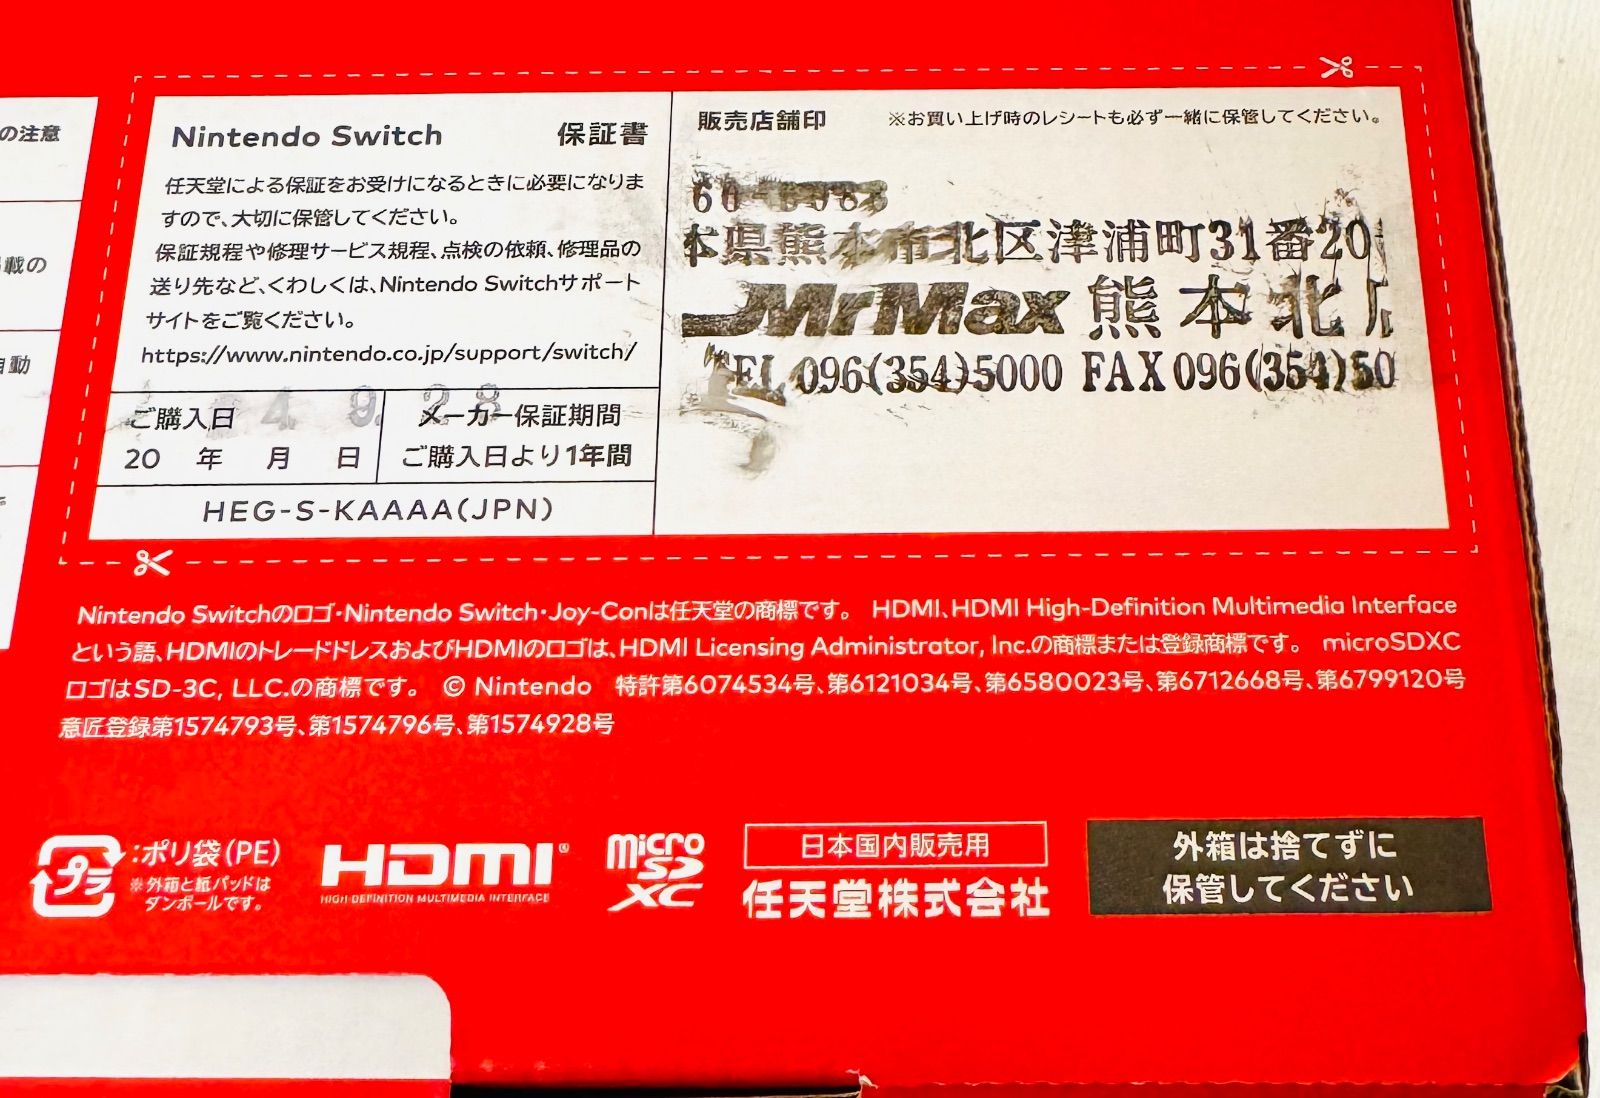 の注意
載の
自動
Nintendo Switch 保証書
任天堂による保証をお受けになるときに必要になりま
すので、大切に保管してください。
保証規程や修理サービス規程、点検の依頼、修理品の
送り先など、くわしくは、Nintendo Switchサポート
サイトをご覧ください。
https://www.nintendo.co.jp/support/switch/
4. 9. 28
ご購入日
20 年 月 日
メーカー保証期間
ご購入日より1年間
HEG-S-KAAAA(JPN)
販売店舗印 ※お買い上げ時のレシートも必ず一緒に保管してください。
本県熊本市北区津浦町31番20
MrMax 熊本北
TEL 096(354)5000 FAX 096(354)50
Nintendo Switchのロゴ・Nintendo Switch・Joy-Conは任天堂の商標です。 HDMI、HDMI High-Definition Multimedia Interface
という語、HDMIのトレードドレスおよびHDMIのロゴは、HDMI Licensing Administrator, Inc.の商標または登録商標です。 microSDXC
ロゴはSD-3C, LLC.の商標です。 © Nintendo 特許第6074534号、第6121034号、第6580023号、第6712668号、第6799120号
意匠登録第1574793号、第1574796号、第1574928号
プラ
:ポリ袋(PE)
※外箱と紙パッドは
ダンボールです。
HDMI®
HIGH-DEFINITION MULTIMEDIA INTERFACE
micro
SD
XC
日本国内販売用
任天堂株式会社
外箱は捨てずに
保管してください